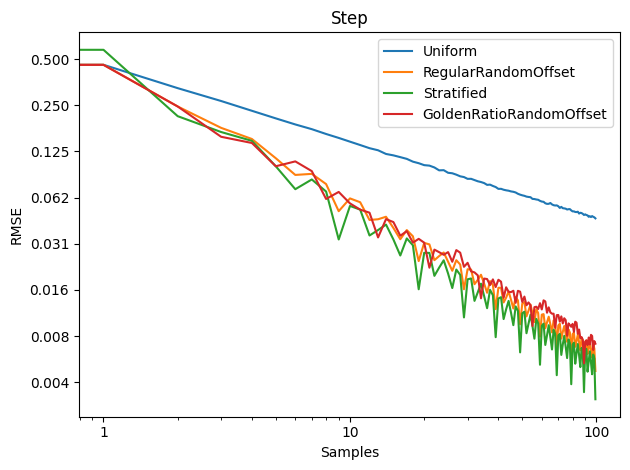 Step
Uniform
RegularRandomOffset
Stratified
GoldenRatioRandomOffset
RMSE
0.500
0.250
0.125
0.062
0.031
0.016
0.008
0.004
1
10
100
Samples